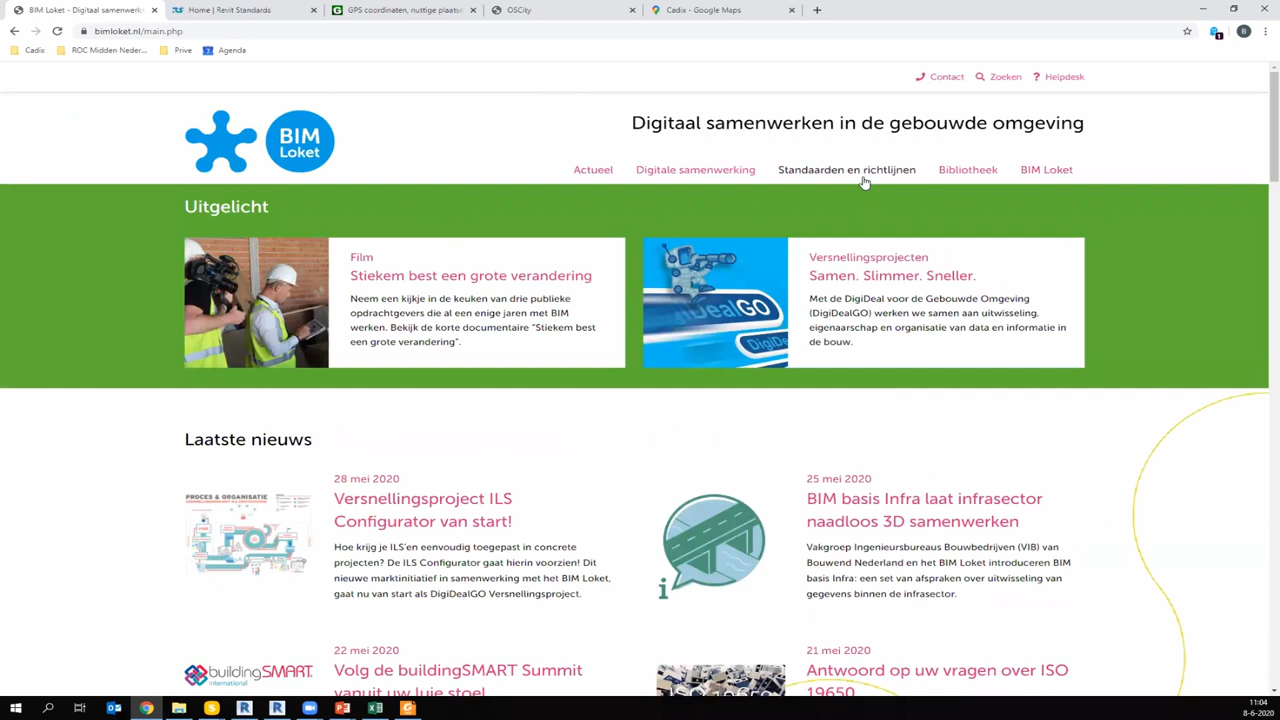 BIM Loket - Digitaal samenwerk
Home | Revit Standards
GPS coordinaten, nuttige plaatse
OSCity
Cadix - Google Maps
bimloket.nl/main.php
Cadix
ROC Midden Neder...
Prive
Agenda
Contact
Zoeken
Helpdesk
BIM
Loket
Digitaal samenwerken in de gebouwde omgeving
Actueel
Digitale samenwerking
Standaarden en richtlijnen
Bibliotheek
BIM Loket
Uitgelicht
Film
Stiekem best een grote verandering
Neem een kijkje in de keuken van drie publieke
opdrachtgevers die al een enige jaren met BIM
werken. Bekijk de korte documentaire “Stiekem best
een grote verandering”.
Versnellingsprojecten
Samen. Slimmer. Sneller.
Met de DigiDeal voor de Gebouwde Omgeving
(DigiDealGO) werken we samen aan uitwisseling,
eigenaarschap en organisatie van data en informatie in
de bouw.
Laatste nieuws
28 mei 2020
Versnellingsproject ILS
Configurator van start!
Hoe krijg je ILS'en eenvoudig toegepast in concrete
projecten? De ILS Configurator gaat hierin voorzien! Dit
nieuwe marktinitiatief in samenwerking met het BIM Loket,
gaat nu van start als DigiDealGO Versnellingsproject.
PROCES & ORGANISATIE
25 mei 2020
BIM basis Infra laat infrasector
naadloos 3D samenwerken
Vakgroep Ingenieursbureaus Bouwbedrijven (VIB) van
Bouwend Nederland en het BIM Loket introduceren BIM
basis Infra: een set van afspraken over uitwisseling van
gegevens binnen de infrasector.
22 mei 2020
Volg de buildingSMART Summit
vanuit uw luie stoel
buildingSMART
International
21 mei 2020
Antwoord op uw vragen over ISO
19650
11:04
8-6-2020